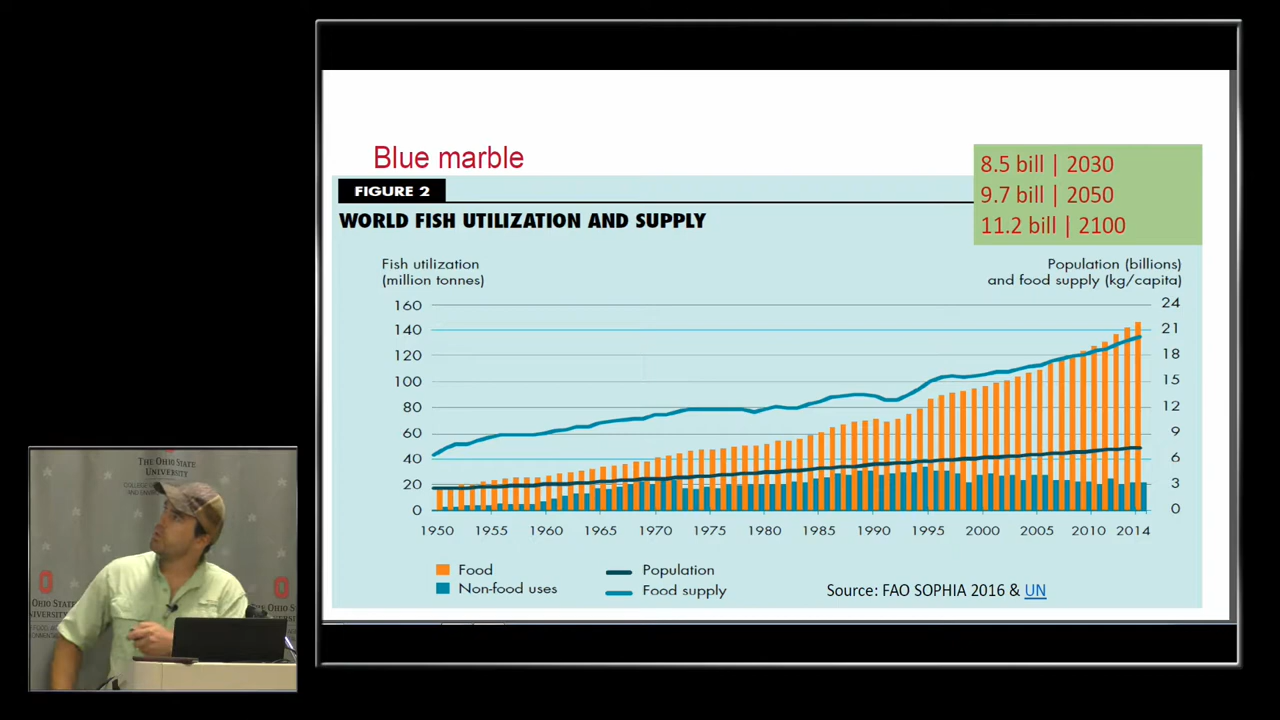 Blue marble
8.5 bill | 2030
9.7 bill | 2050
11.2 bill | 2100
FIGURE 2
WORLD FISH UTILIZATION AND SUPPLY
Fish utilization
(million tonnes)
Population (billions)
and food supply (kg/capita)
160
140
120
100
80
60
40
20
0
24
21
18
15
12
9
6
3
0
1950 1955 1960 1965 1970 1975 1980 1985 1990 1995 2000 2005 2010 2014
Food
Non-food uses
Population
Food supply
Source: FAO SOPHIA 2016 & UN
THE OHIO STATE
UNIVERSITY
OHIO STATE